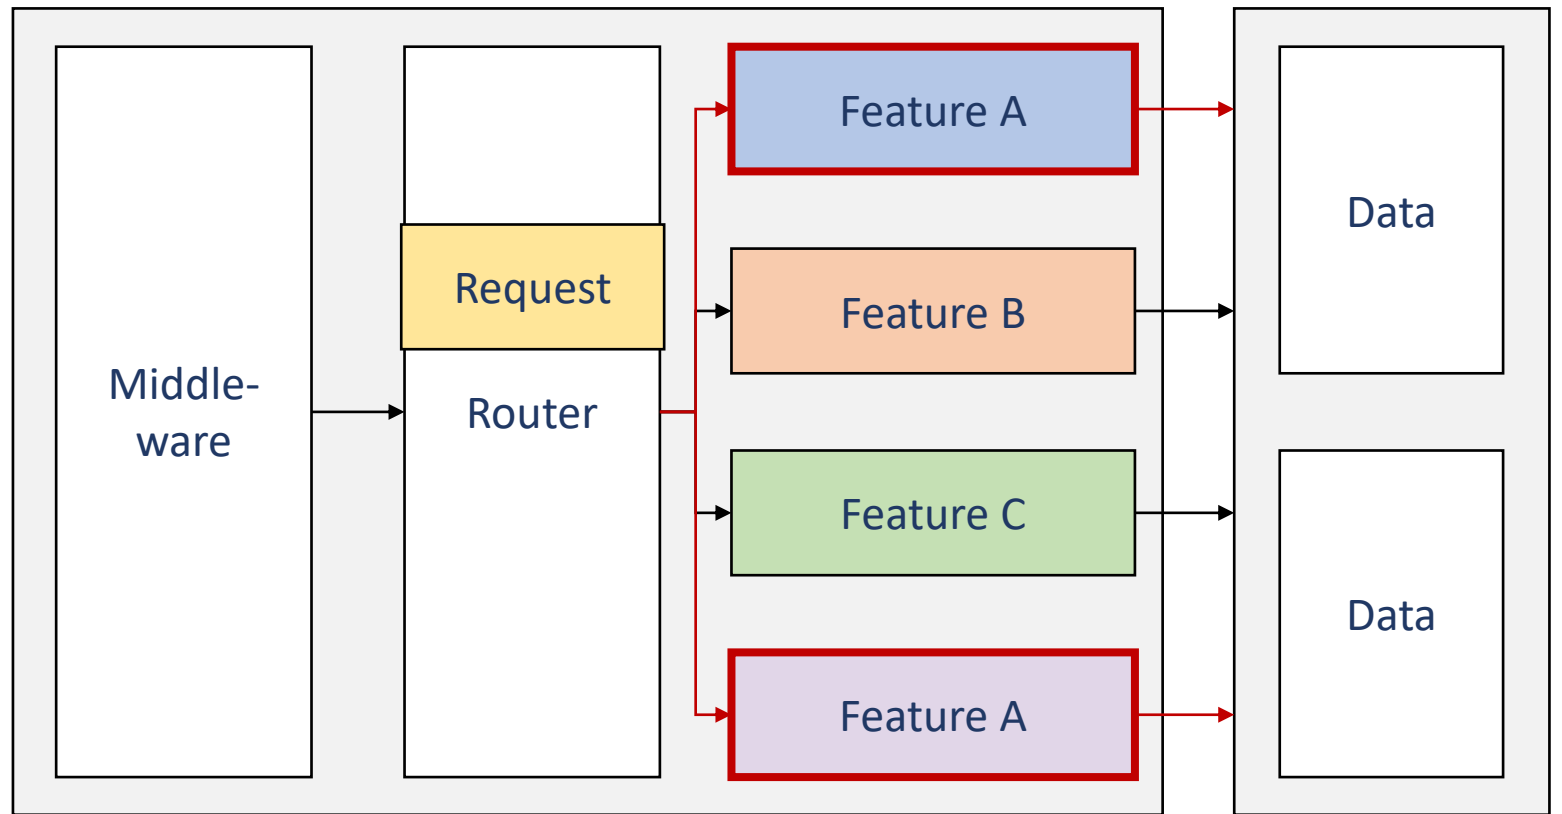 Middle-
ware
Request
Router
Feature A
Feature B
Feature C
Feature A
Data
Data